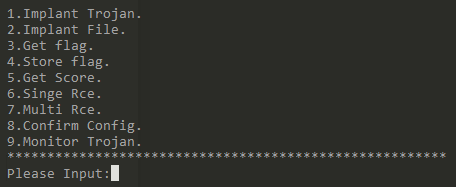 1.Implant Trojan.
2.Implant File.
3.Get flag.
4.Store flag.
5.Get Score.
6.Singe Rce.
7.Multi Rce.
8.Confirm Config.
9.Monitor Trojan.
*******************************************************
Please Input: